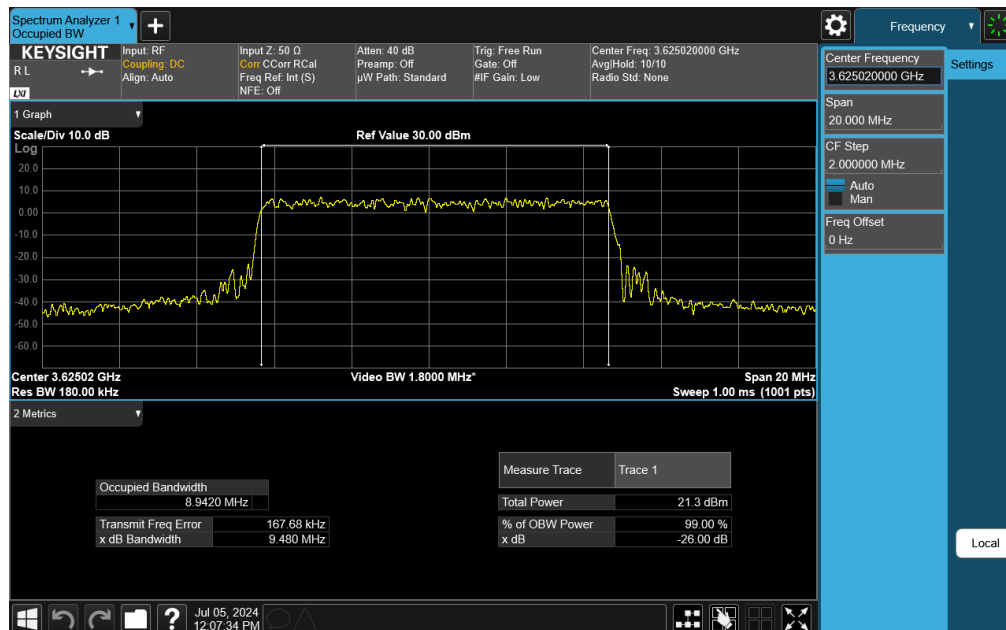 Spectrum Analyzer 1
Occupied BW
Frequency
KEYSIGHT
R L
LXI
Input: RF
Coupling: DC
Align: Auto
Input Z: 50 Ω
Corr CCorr RCal
Freq Ref: Int (S)
NFE: Off
Atten: 40 dB
Preamp: Off
µW Path: Standard
Trig: Free Run
Gate: Off
#IF Gain: Low
Center Freq: 3.625020000 GHz
Avg|Hold: 10/10
Radio Std: None
Center Frequency
3.625020000 GHz
Settings
Span
20.000 MHz
CF Step
2.000000 MHz
Auto
Man
Freq Offset
0 Hz
1 Graph
Scale/Div 10.0 dB
Ref Value 30.00 dBm
Log
20.0
10.0
0.00
-10.0
-20.0
-30.0
-40.0
-50.0
-60.0
Center 3.62502 GHz
Video BW 1.8000 MHz*
Span 20 MHz
Res BW 180.00 kHz
Sweep 1.00 ms (1001 pts)
2 Metrics
Measure Trace Trace 1
Occupied Bandwidth
8.9420 MHz
Total Power 21.3 dBm
Transmit Freq Error 167.68 kHz
% of OBW Power 99.00 %
x dB Bandwidth 9.480 MHz
x dB -26.00 dB
Local
?
Jul 05, 2024
12:07:34 PM